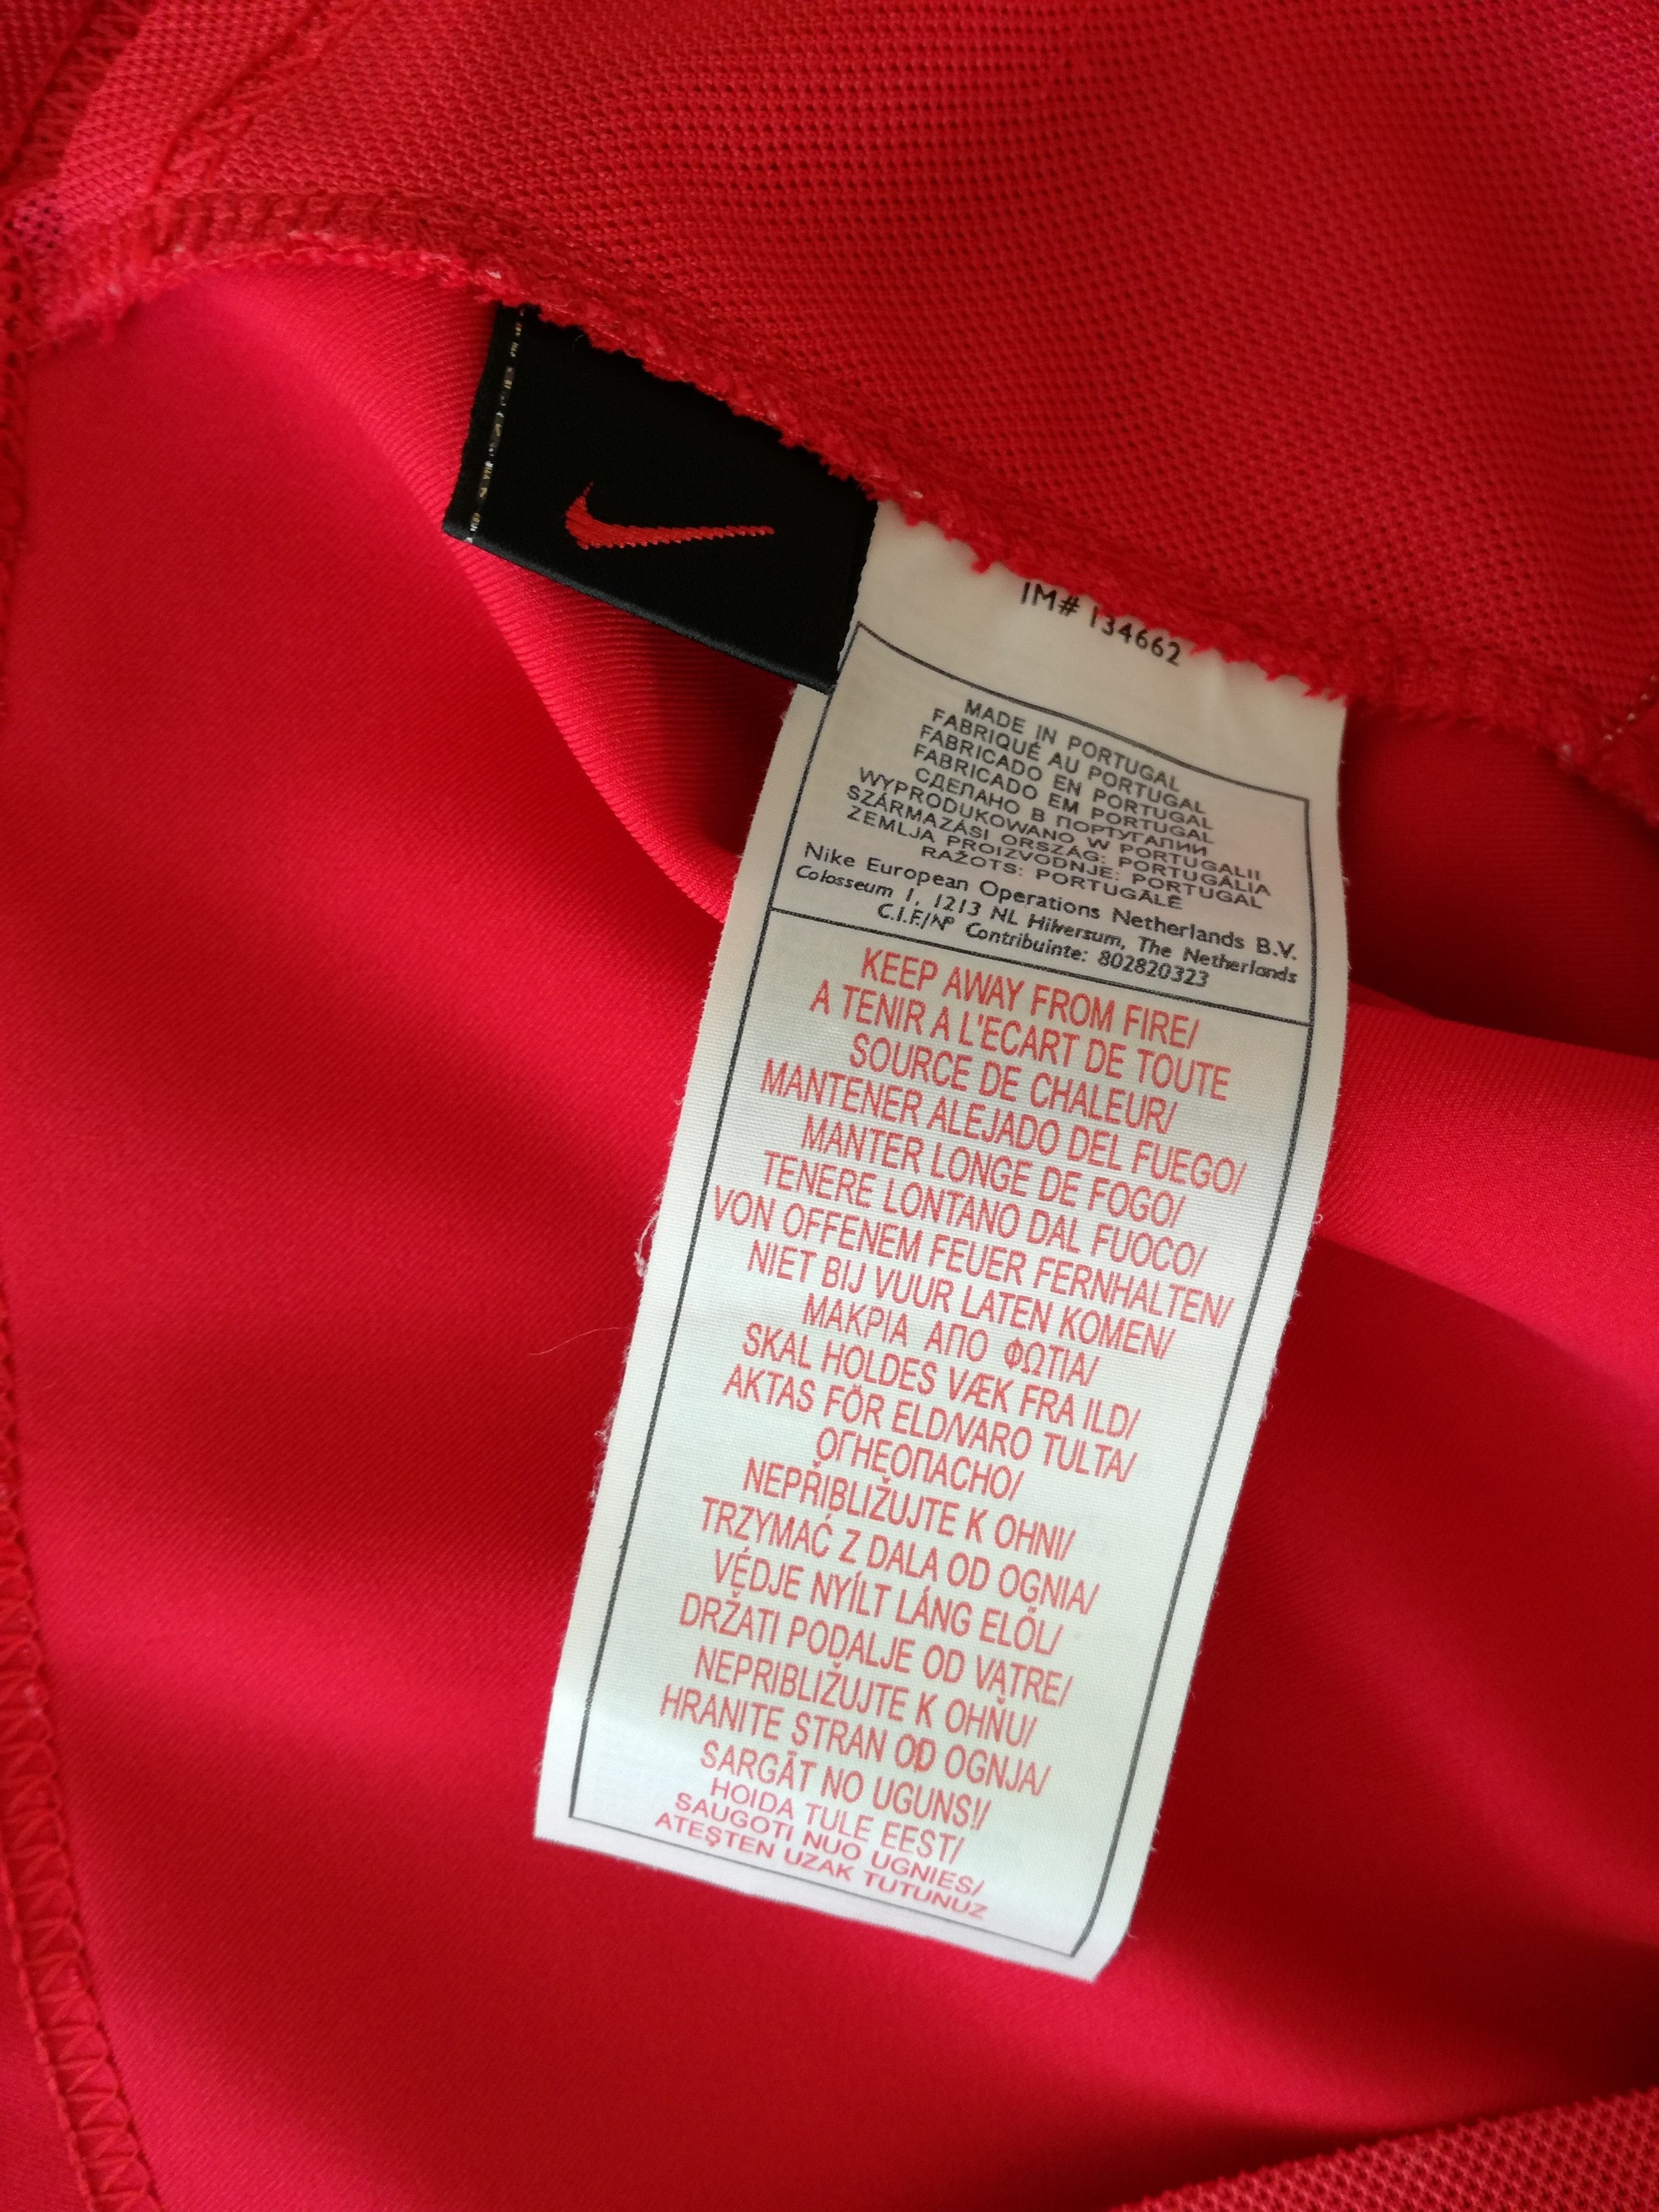 IM# 134662
MADE IN PORTUGAL
FABRIQUÉ AU PORTUGAL
FABRICADO EN PORTUGAL
FABRICADO EM PORTUGAL
СДЕЛАНО В ПОРТУГАЛИИ
WYPRODUKOWANO W PORTUGALII
SZÁRMAZÁSI ORSZÁG: PORTUGÁLIA
ZEMLJA PROIZVODNJE: PORTUGAL
RAŽOTS: PORTUGĀLĒ
Nike European Operations Netherlands B.V.
Colosseum 1, 1213 NL Hilversum, The Netherlands
C.I.F./Nº Contribuinte: 802820323
KEEP AWAY FROM FIRE/
A TENIR A L'ECART DE TOUTE
SOURCE DE CHALEUR/
MANTENER ALEJADO DEL FUEGO/
MANTER LONGE DE FOGO/
TENERE LONTANO DAL FUOCO/
VON OFFENEM FEUER FERNHALTEN/
NIET BIJ VUUR LATEN KOMEN/
ΜΑΚΡΙΑ ΑΠΟ ΦΩΤΙΑ/
SKAL HOLDES VÆK FRA ILD/
AKTAS FÖR ELD/VARO TULTA/
ОГНЕОПАСНО/
NEPŘIBLIŽUJTE K OHNI/
TRZYMAĆ Z DALA OD OGNIA/
VÉDJE NYÍLT LÁNG ELŐL/
DRŽATI PODALJE OD VATRE/
NEPRIBLIŽUJTE K OHŇU/
HRANITE STRAN OD OGNJA/
SARGĀT NO UGUNS!/
HOIDA TULE EEST/
SAUGOTI NUO UGNIES/
ATEŞTEN UZAK TUTUNUZ